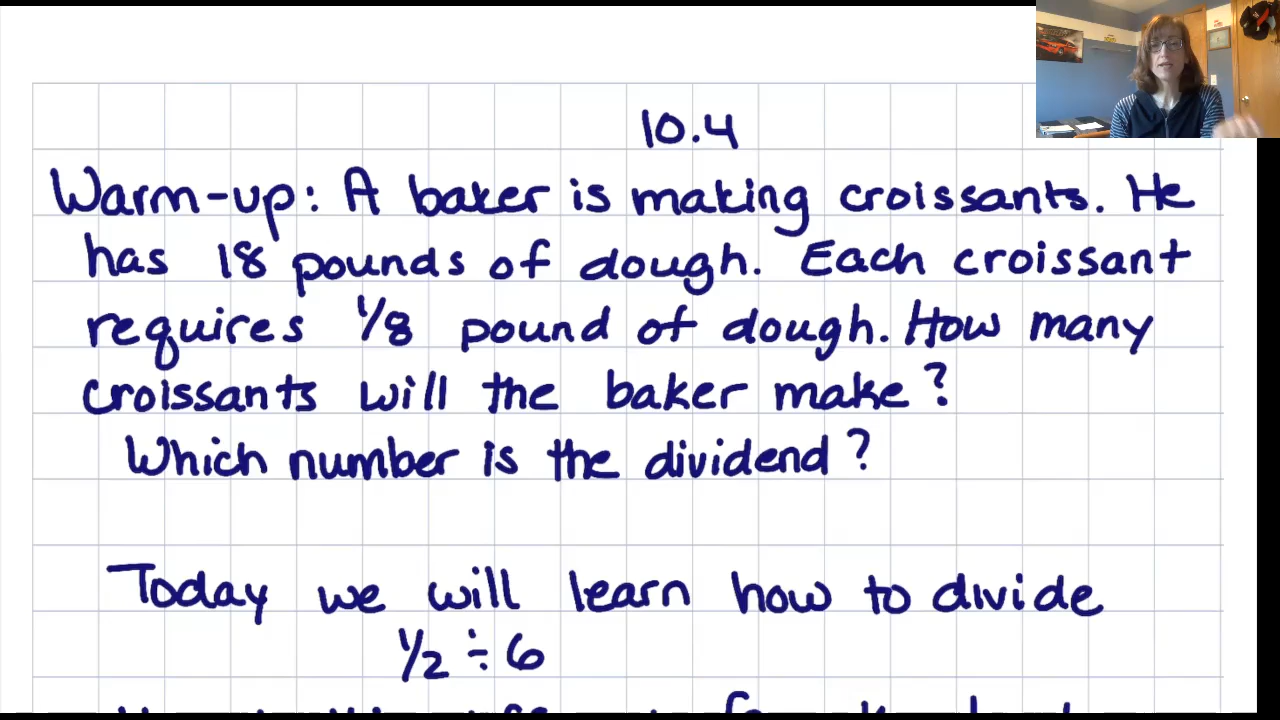 10.4
Warm-up: A baker is making croissants. He
has 18 pounds of dough. Each croissant
requires 1/8 pound of dough. How many
croissants will the baker make?
Which number is the dividend?
Today we will learn how to divide
1/2 ÷ 6